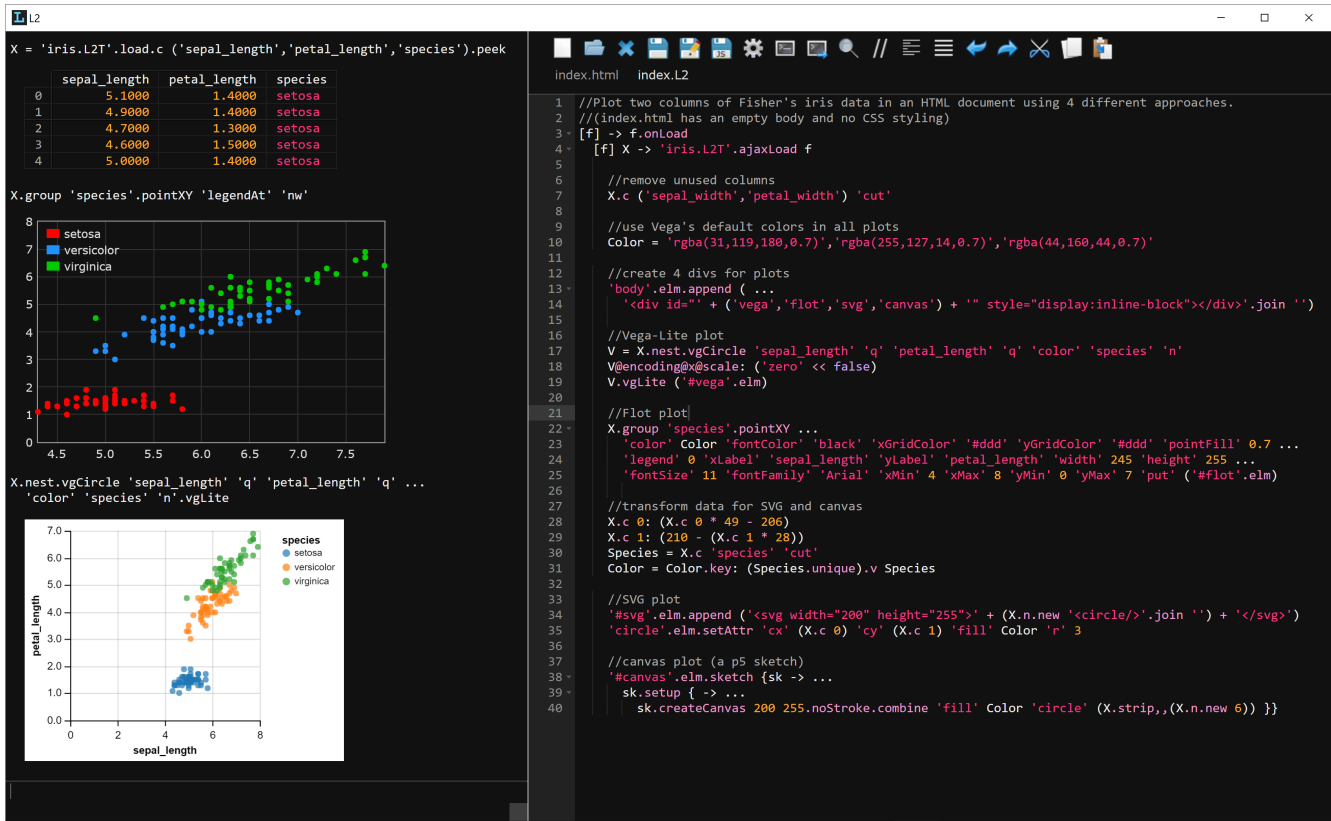 L2
X = 'iris.L2T'.load.c ('sepal_length','petal_length','species').peek
sepal_length petal_length species
0 5.1000 1.4000 setosa
1 4.9000 1.4000 setosa
2 4.7000 1.3000 setosa
3 4.6000 1.5000 setosa
4 5.0000 1.4000 setosa
X.group 'species'.pointXY 'legendAt' 'nw'
8
7
6
5
4
3
2
1
0
setosa
versicolor
virginica
4.5 5.0 5.5 6.0 6.5 7.0 7.5
X.nest.vgCircle 'sepal_length' 'q' 'petal_length' 'q' ...
'color' 'species' 'n'.vgLite
petal_length
7.0
6.0
5.0
4.0
3.0
2.0
1.0
0.0
0 2 4 6 8
sepal_length
species
setosa
versicolor
virginica
JS
index.html index.L2
1 //Plot two columns of Fisher's iris data in an HTML document using 4 different approaches.
2 //(index.html has an empty body and no CSS styling)
3 [f] -> f.onLoad
4 [f] X -> 'iris.L2T'.ajaxLoad f
5
6 //remove unused columns
7 X.c ('sepal_width','petal_width') 'cut'
8
9 //use Vega's default colors in all plots
10 Color = 'rgba(31,119,180,0.7)','rgba(255,127,14,0.7)','rgba(44,160,44,0.7)'
11
12 //create 4 divs for plots
13 'body'.elm.append ( ...
14 '<div id="' + ('vega','flot','svg','canvas') + '" style="display:inline-block"></div>'.join '')
15
16 //Vega-Lite plot
17 V = X.nest.vgCircle 'sepal_length' 'q' 'petal_length' 'q' 'color' 'species' 'n'
18 V@encoding@x@scale: ('zero' << false)
19 V.vgLite ('#vega'.elm)
20
21 //Flot plot
22 X.group 'species'.pointXY ...
23 'color' Color 'fontColor' 'black' 'xGridColor' '#ddd' 'yGridColor' '#ddd' 'pointFill' 0.7 ...
24 'legend' 0 'xLabel' 'sepal_length' 'yLabel' 'petal_length' 'width' 245 'height' 255 ...
25 'fontSize' 11 'fontFamily' 'Arial' 'xMin' 4 'xMax' 8 'yMin' 0 'yMax' 7 'put' ('#flot'.elm)
26
27 //transform data for SVG and canvas
28 X.c 0: (X.c 0 * 49 - 206)
29 X.c 1: (210 - (X.c 1 * 28))
30 Species = X.c 'species' 'cut'
31 Color = Color.key: (Species.unique).v Species
32
33 //SVG plot
34 '#svg'.elm.append ('<svg width="200" height="255">' + (X.n.new '<circle/>'.join '') + '</svg>')
35 'circle'.elm.setAttr 'cx' (X.c 0) 'cy' (X.c 1) 'fill' Color 'r' 3
36
37 //canvas plot (a p5 sketch)
38 '#canvas'.elm.sketch {sk -> ...
39 sk.setup { -> ...
40 sk.createCanvas 200 255.noStroke.combine 'fill' Color 'circle' (X.strip,,(X.n.new 6)) }}